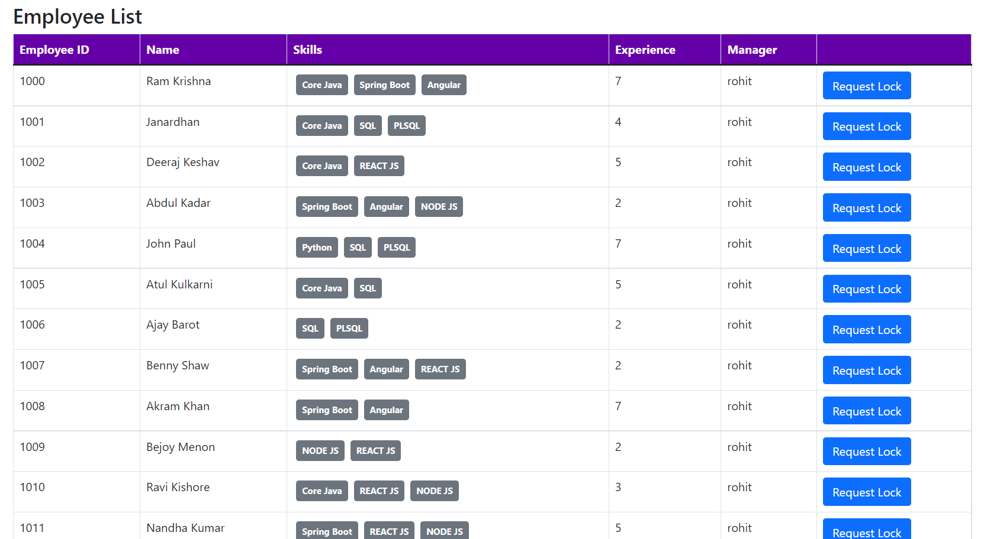 Employee List
Employee ID Name Skills Experience Manager
1000 Ram Krishna Core Java Spring Boot Angular 7 rohit Request Lock
1001 Janardhan Core Java SQL PLSQL 4 rohit Request Lock
1002 Deeraj Keshav Core Java REACT JS 5 rohit Request Lock
1003 Abdul Kadar Spring Boot Angular NODE JS 2 rohit Request Lock
1004 John Paul Python SQL PLSQL 7 rohit Request Lock
1005 Atul Kulkarni Core Java SQL 5 rohit Request Lock
1006 Ajay Barot SQL PLSQL 2 rohit Request Lock
1007 Benny Shaw Spring Boot Angular REACT JS 2 rohit Request Lock
1008 Akram Khan Spring Boot Angular 7 rohit Request Lock
1009 Bejoy Menon NODE JS REACT JS 2 rohit Request Lock
1010 Ravi Kishore Core Java REACT JS NODE JS 3 rohit Request Lock
1011 Nandha Kumar Spring Boot REACT JS NODE JS 5 rohit Request Lock